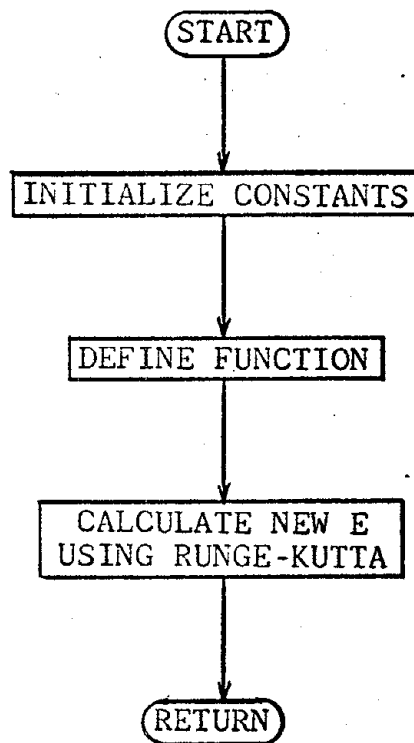 START
INITIALIZE CONSTANTS
DEFINE FUNCTION
CALCULATE NEW E
USING RUNGE-KUTTA
RETURN